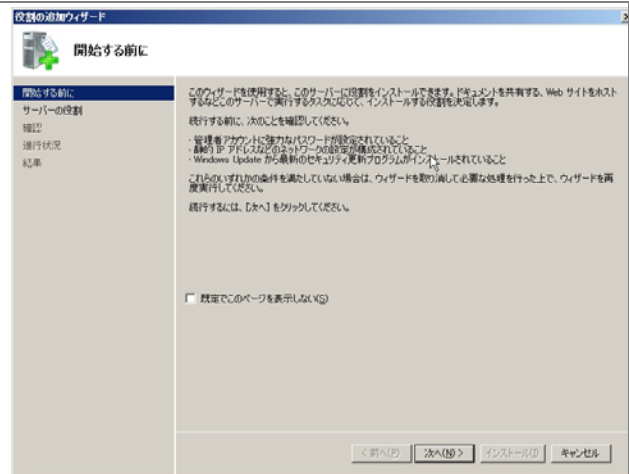 役割の追加ウィザード
開始する前に
開始する前に
サーバーの役割
確認
進行状況
結果
このウィザードを使用すると、このサーバーに役割をインストールできます。ドキュメントを共有する、Web サイトをホスト
するなどこのサーバーで実行するタスクに応じて、インストールする役割を決定します。
続行する前に、次のことを確認してください。
・管理者アカウントに強力なパスワードが設定されていること
・静的 IP アドレスなどのネットワークの設定が構成されていること
・Windows Update から最新のセキュリティ更新プログラムがインストールされていること
これらのいずれかの条件を満たしていない場合は、ウィザードを取り消して必要な処理を行った上で、ウィザードを再
度実行してください。
続行するには、[次へ] をクリックしてください。
既定でこのページを表示しない(S)
< 前へ(P)
次へ(N) >
インストール(I)
キャンセル